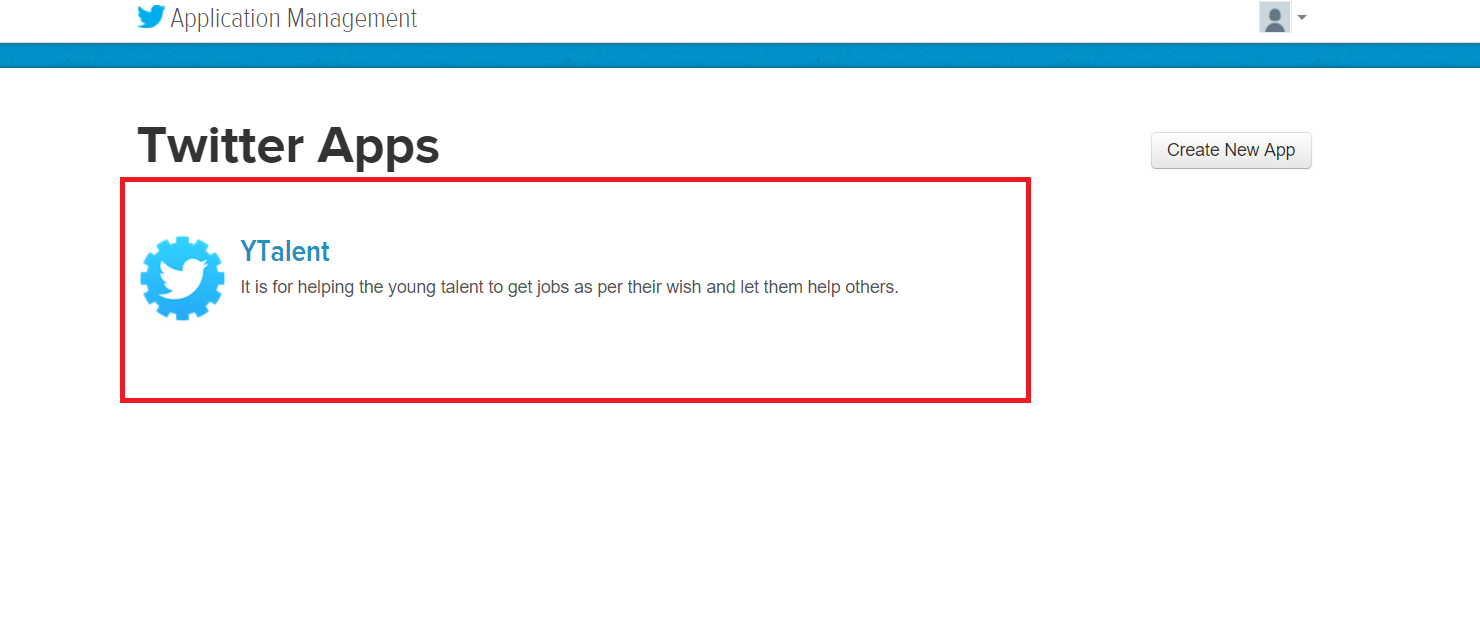 Application Management
Twitter Apps
Create New App
YTalent
It is for helping the young talent to get jobs as per their wish and let them help others.